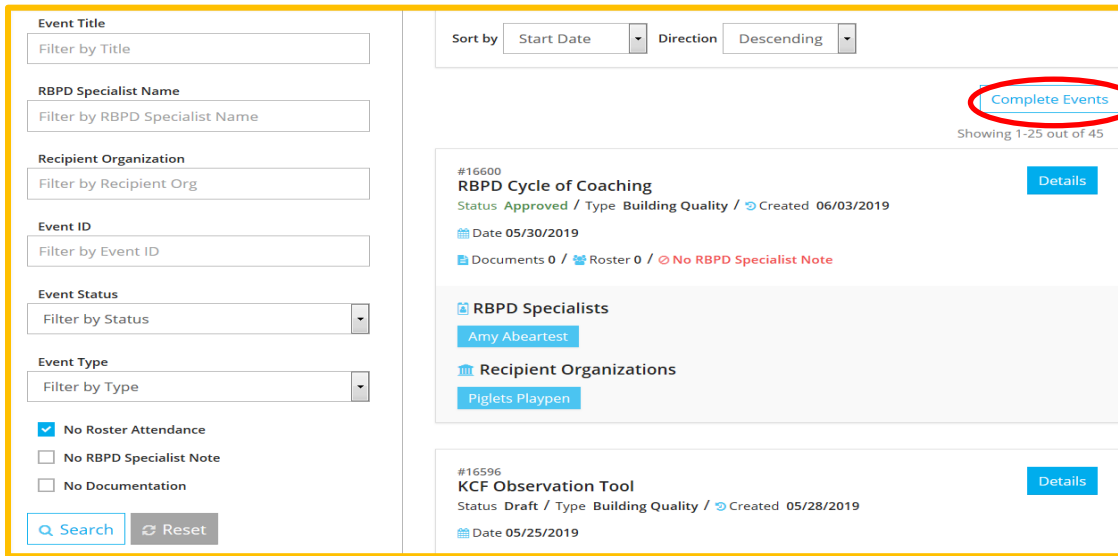 Event Title
Filter by Title
RBPD Specialist Name
Filter by RBPD Specialist Name
Recipient Organization
Filter by Recipient Org
Event ID
Filter by Event ID
Event Status
Filter by Status
Event Type
Filter by Type
No Roster Attendance
No RBPD Specialist Note
No Documentation
Search Reset
Sort by Start Date Direction Descending
Complete Events
Showing 1-25 out of 45
#16600
RBPD Cycle of Coaching Details
Status Approved / Type Building Quality / Created 06/03/2019
Date 05/30/2019
Documents 0 / Roster 0 / No RBPD Specialist Note
RBPD Specialists
Amy Abeartest
Recipient Organizations
Piglets Playpen
#16596
KCF Observation Tool Details
Status Draft / Type Building Quality / Created 05/28/2019
Date 05/25/2019